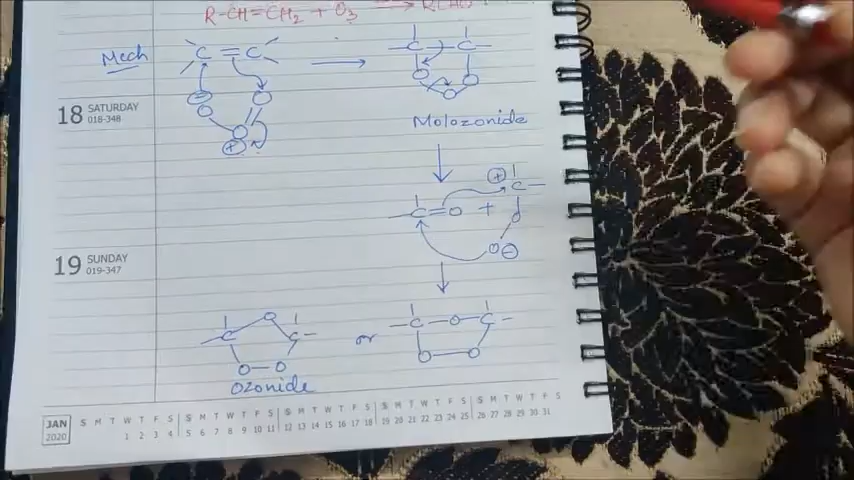 R-CH=CH₂ + O₃ → RCHO
Mech
C = C
C C
O O
O O
O ⊕
O
18 SATURDAY
018-348
Molozonide
⊕ C
C=O + O
O ⊖
19 SUNDAY
019-347
O
C C or C - O - C
O - O
O - O
Ozonide
JAN
2020
S M T W T F S S M T W T F S S M T W T F S S M T W T F S S M T W T F S
1 2 3 4 5 6 7 8 9 10 11 12 13 14 15 16 17 18 19 20 21 22 23 24 25 26 27 28 29 30 31